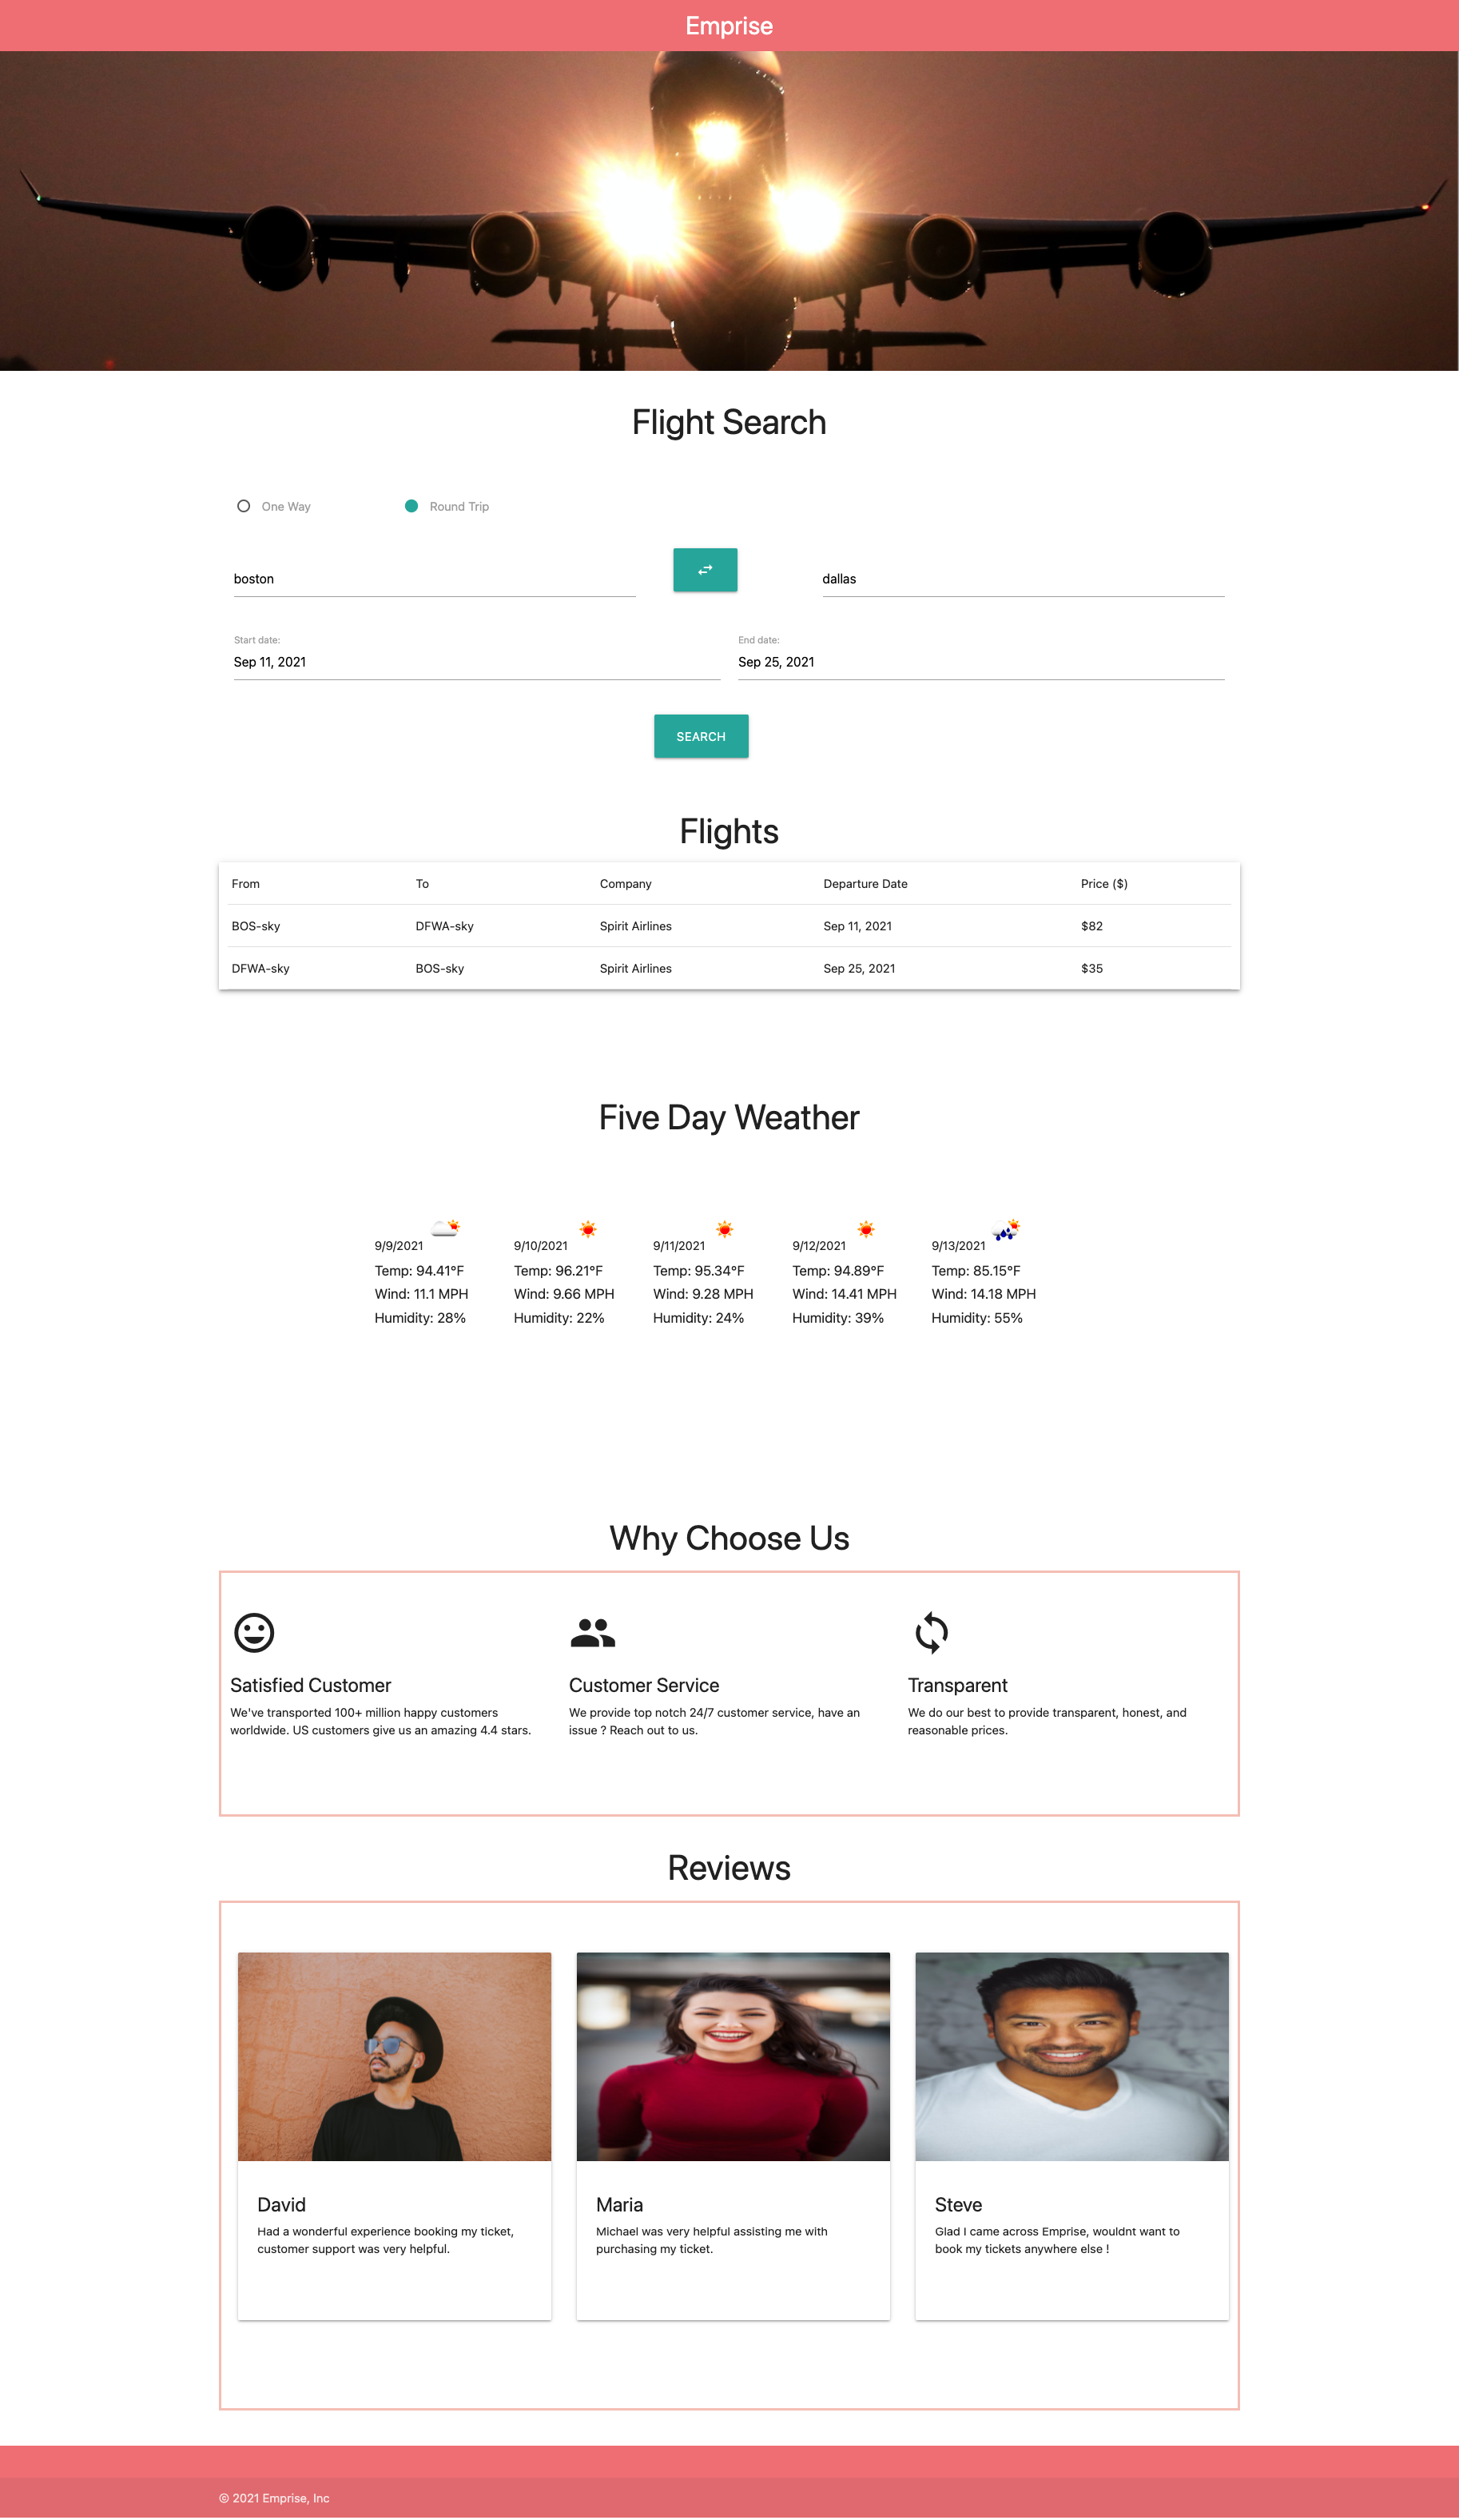 Emprise
Flight Search
One Way Round Trip
boston dallas
Start date: End date:
Sep 11, 2021 Sep 25, 2021
SEARCH
Flights
From To Company Departure Date Price ($)
BOS-sky DFWA-sky Spirit Airlines Sep 11, 2021 $82
DFWA-sky BOS-sky Spirit Airlines Sep 25, 2021 $35
Five Day Weather
9/9/2021 9/10/2021 9/11/2021 9/12/2021 9/13/2021
Temp: 94.41°F Temp: 96.21°F Temp: 95.34°F Temp: 94.89°F Temp: 85.15°F
Wind: 11.1 MPH Wind: 9.66 MPH Wind: 9.28 MPH Wind: 14.41 MPH Wind: 14.18 MPH
Humidity: 28% Humidity: 22% Humidity: 24% Humidity: 39% Humidity: 55%
Why Choose Us
Satisfied Customer
We've transported 100+ million happy customers
worldwide. US customers give us an amazing 4.4 stars.
Customer Service
We provide top notch 24/7 customer service, have an
issue ? Reach out to us.
Transparent
We do our best to provide transparent, honest, and
reasonable prices.
Reviews
David
Had a wonderful experience booking my ticket,
customer support was very helpful.
Maria
Michael was very helpful assisting me with
purchasing my ticket.
Steve
Glad I came across Emprise, wouldnt want to
book my tickets anywhere else !
© 2021 Emprise, Inc